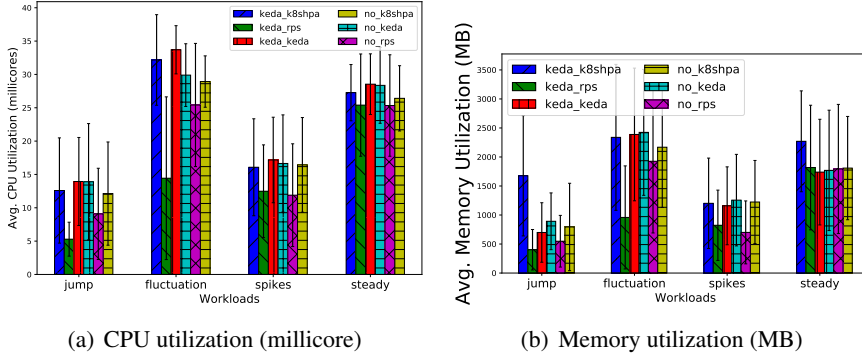 Avg. CPU Utilization (millicores)
40
35
30
25
20
15
10
5
0
keda_k8shpa
keda_rps
keda_keda
no_k8shpa
no_keda
no_rps
jump
fluctuation
spikes
steady
Workloads
(a) CPU utilization (millicore)
Avg. Memory Utilization (MB)
3500
3000
2500
2000
1500
1000
500
0
keda_k8shpa
keda_rps
keda_keda
no_k8shpa
no_keda
no_rps
jump
fluctuation
spikes
steady
Workloads
(b) Memory utilization (MB)